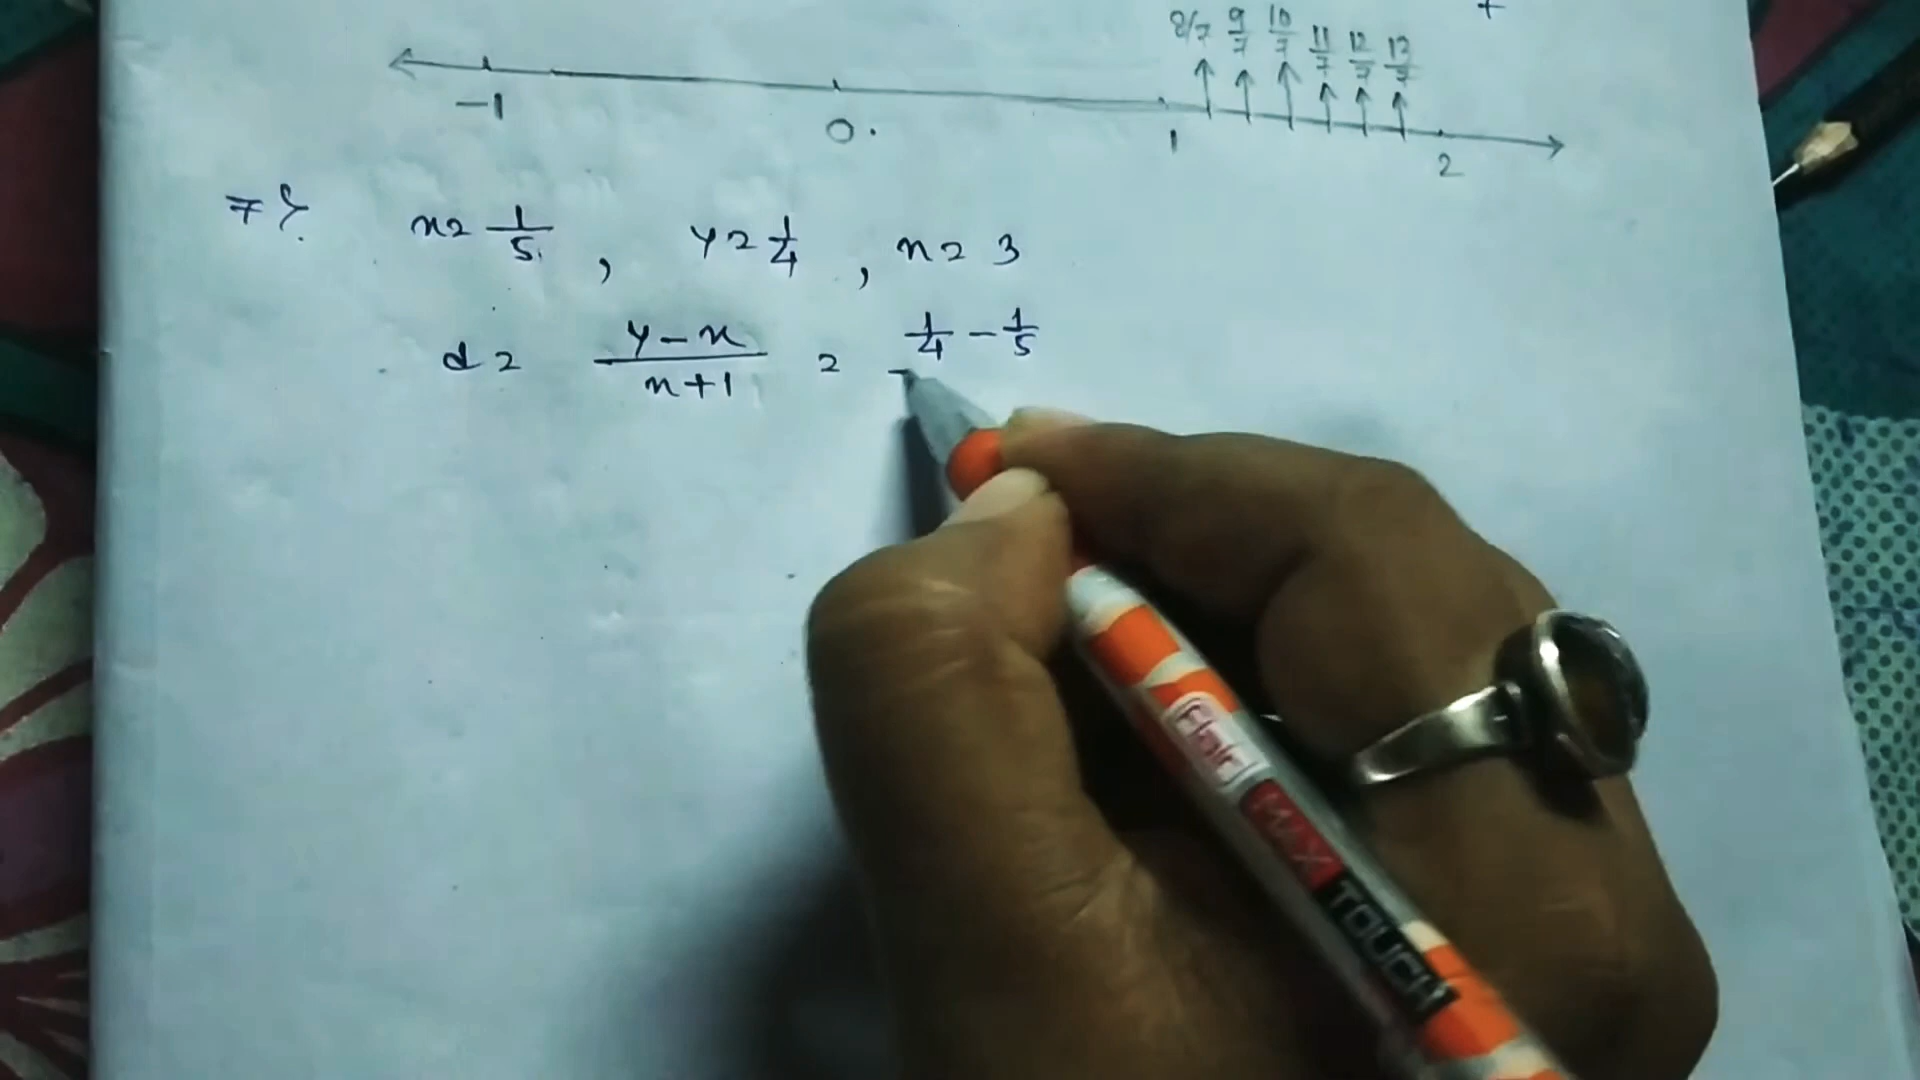 8/7 9/7 10/7 11/7 12/7 13/7
-1 0. 1 2
7. x = 1/5, y = 1/4, n = 3
d = y-x/n+1 = 1/4 - 1/5
Flair
MAX TOUCH